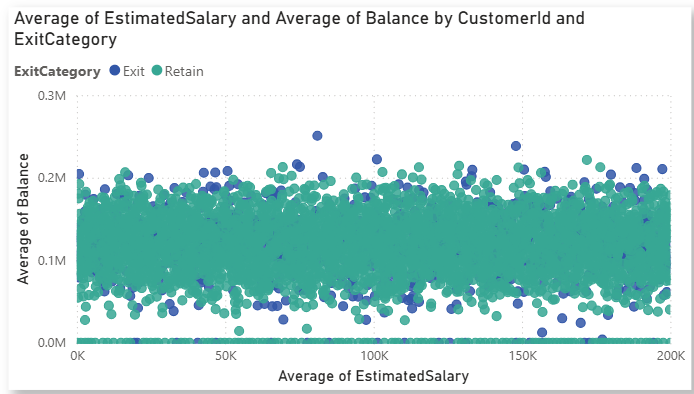 Average of EstimatedSalary and Average of Balance by CustomerId and
ExitCategory
ExitCategory Exit Retain
0.3M
0.2M
0.1M
0.0M
Average of Balance
0K 50K 100K 150K 200K
Average of EstimatedSalary